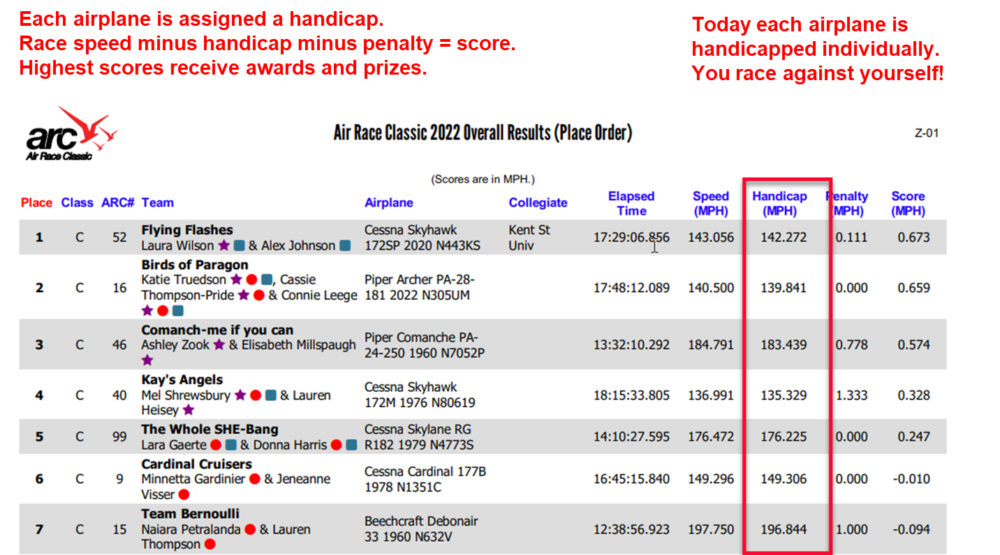 Each airplane is assigned a handicap.
Race speed minus handicap minus penalty = score.
Highest scores receive awards and prizes.
Today each airplane is
handicapped individually.
You race against yourself!
arc
Air Race Classic
Air Race Classic 2022 Overall Results (Place Order)
Z-01
(Scores are in MPH.)
Place Class ARC# Team Airplane Collegiate Elapsed Time Speed (MPH) Handicap (MPH) Penalty (MPH) Score (MPH)
1 C 52 Flying Flashes Cessna Skyhawk Kent St 17:29:06.856 143.056 142.272 0.111 0.673
Laura Wilson & Alex Johnson 172SP 2020 N443KS Univ
Birds of Paragon
2 C 16 Katie Truedson , Cassie Piper Archer PA-28- 17:48:12.089 140.500 139.841 0.000 0.659
Thompson-Pride & Connie Leege 181 2022 N305UM
3 C 46 Comanch-me if you can Piper Comanche PA- 13:32:10.292 184.791 183.439 0.778 0.574
Ashley Zook & Elisabeth Millspaugh 24-250 1960 N7052P
Kay's Angels
4 C 40 Mel Shrewsbury & Lauren Cessna Skyhawk 18:15:33.805 136.991 135.329 1.333 0.328
Heisey 172M 1976 N80619
5 C 99 The Whole SHE-Bang Cessna Skylane RG 14:10:27.595 176.472 176.225 0.000 0.247
Lara Gaerte & Donna Harris R182 1979 N4773S
Cardinal Cruisers
6 C 9 Minnetta Gardinier & Jeneanne Cessna Cardinal 177B 16:45:15.840 149.296 149.306 0.000 -0.010
Visser 1978 N1351C
Team Bernoulli
7 C 15 Naiara Petralanda & Lauren Beechcraft Debonair 12:38:56.923 197.750 196.844 1.000 -0.094
Thompson 33 1960 N632V